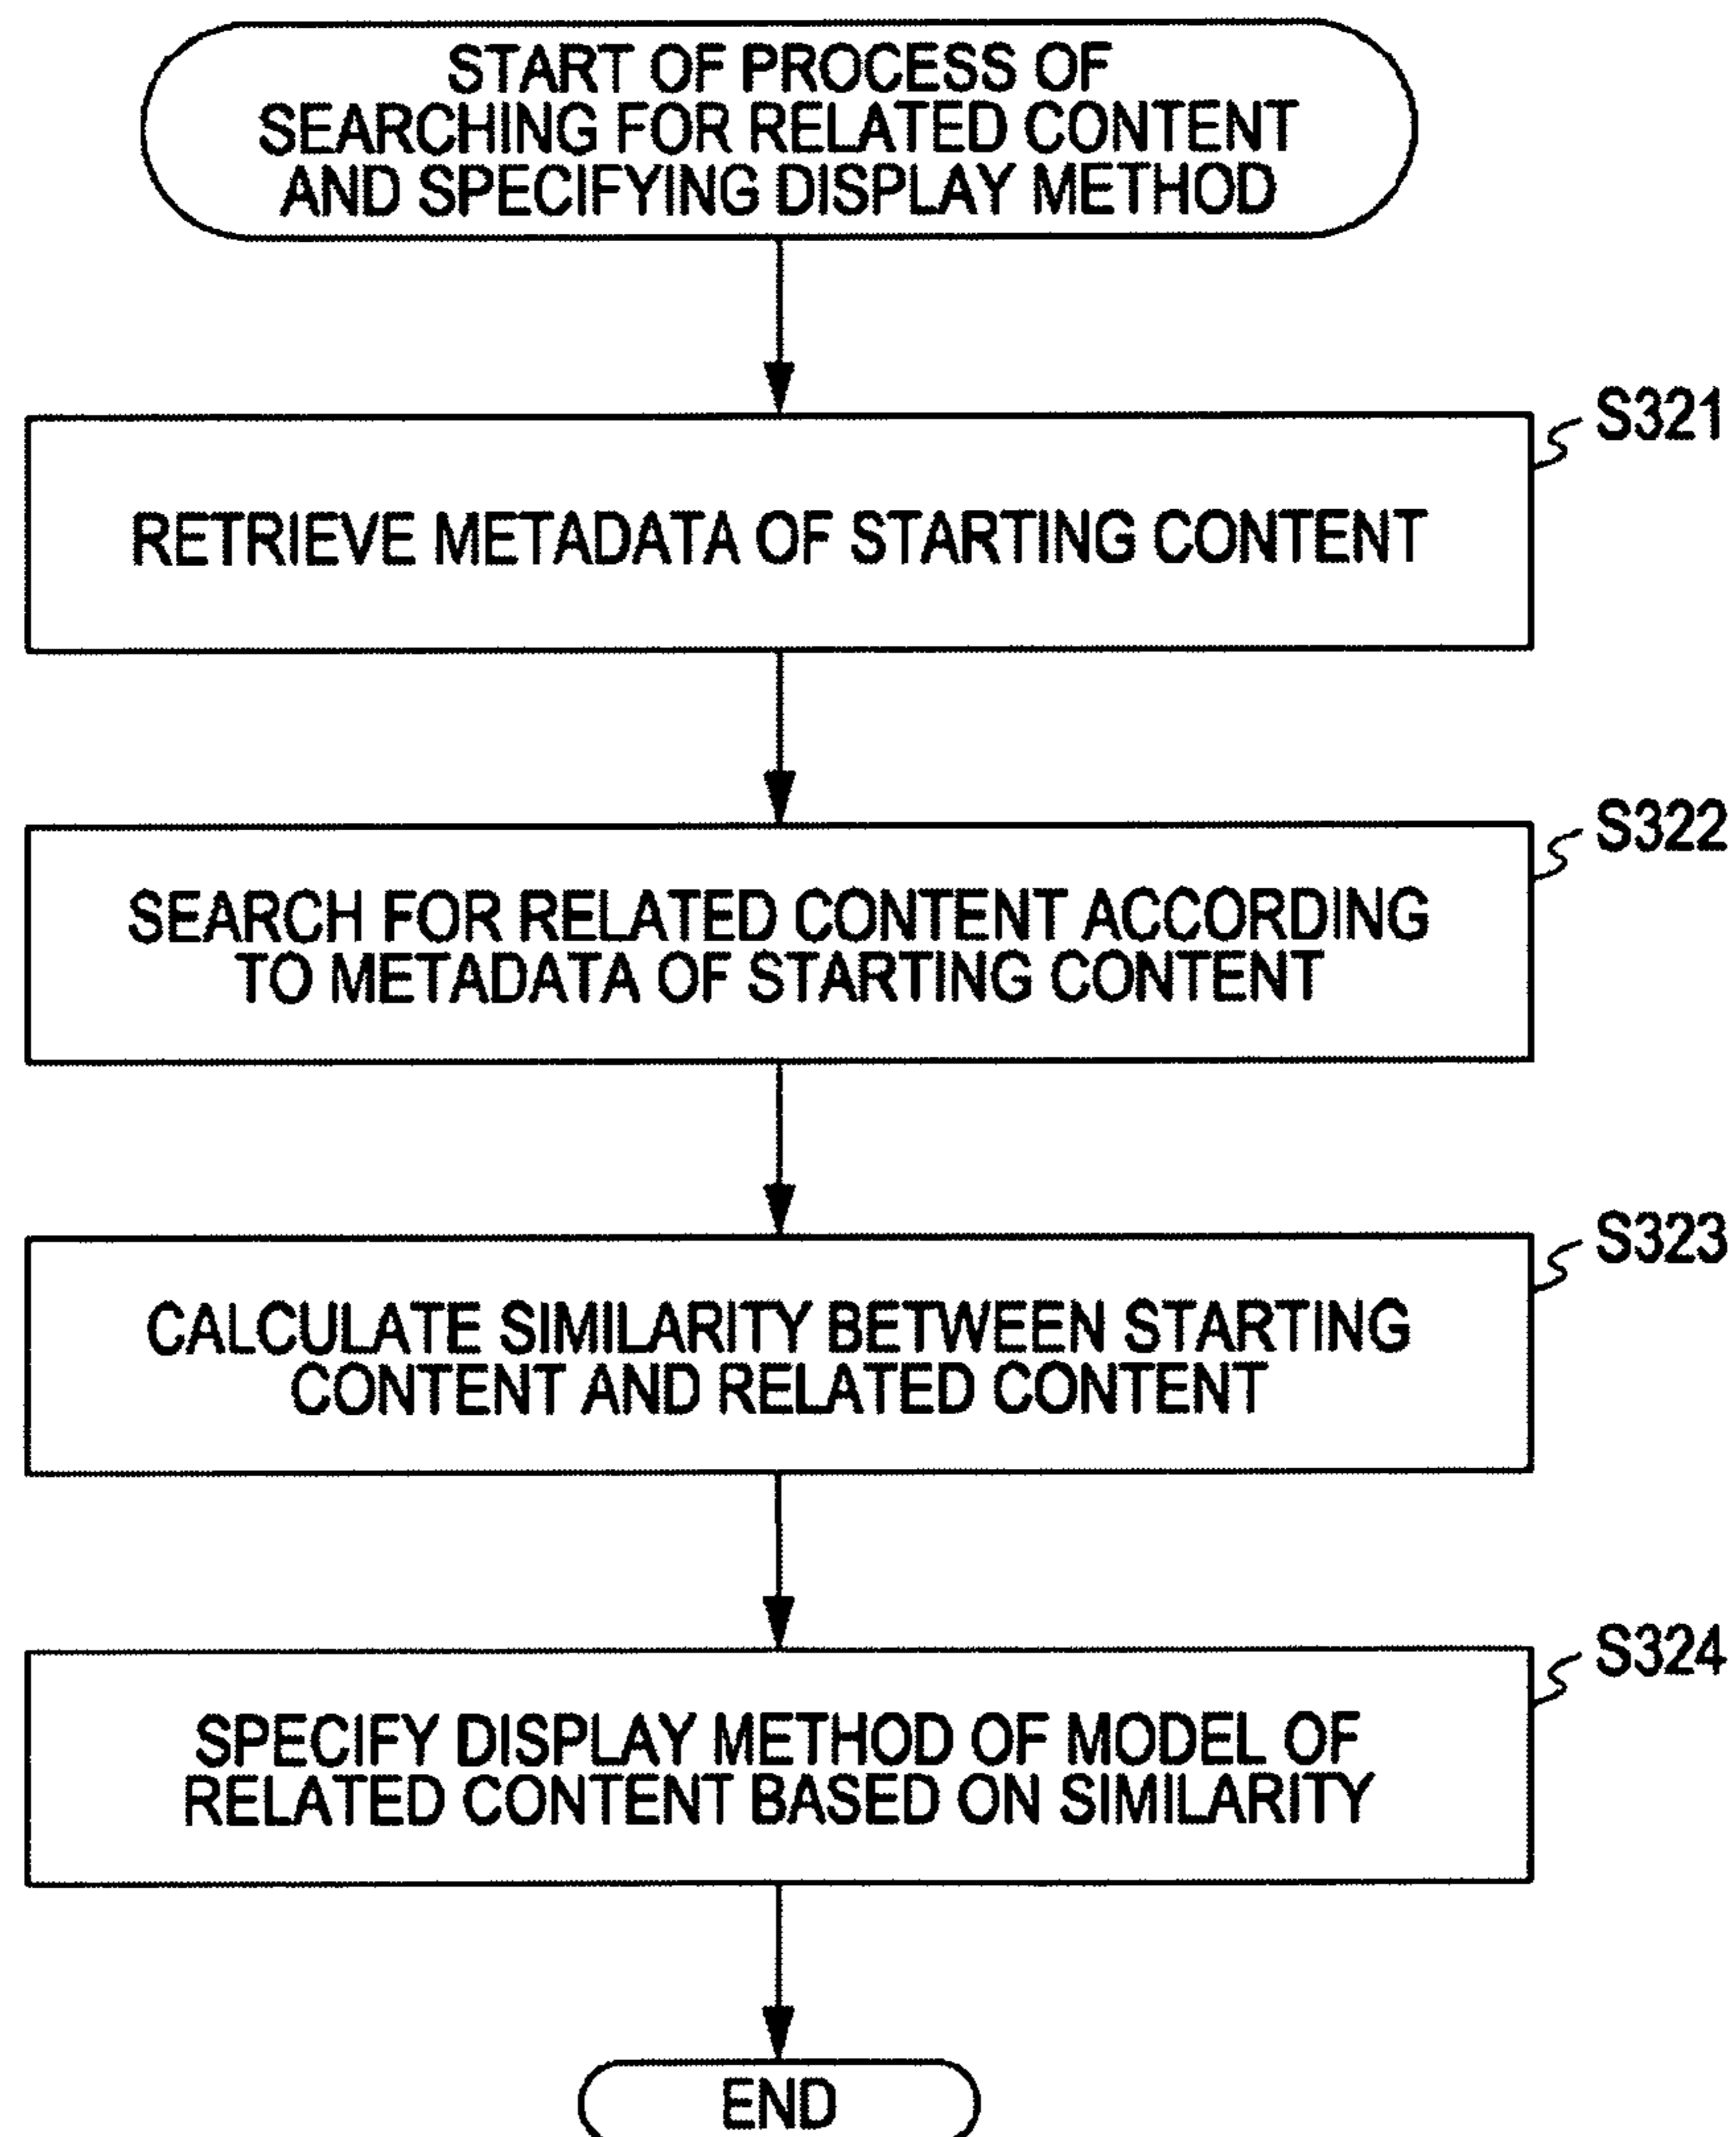 START OF PROCESS OF
SEARCHING FOR RELATED CONTENT
AND SPECIFYING DISPLAY METHOD
S321
RETRIEVE METADATA OF STARTING CONTENT
S322
SEARCH FOR RELATED CONTENT ACCORDING
TO METADATA OF STARTING CONTENT
S323
CALCULATE SIMILARITY BETWEEN STARTING
CONTENT AND RELATED CONTENT
S324
SPECIFY DISPLAY METHOD OF MODEL OF
RELATED CONTENT BASED ON SIMILARITY
END